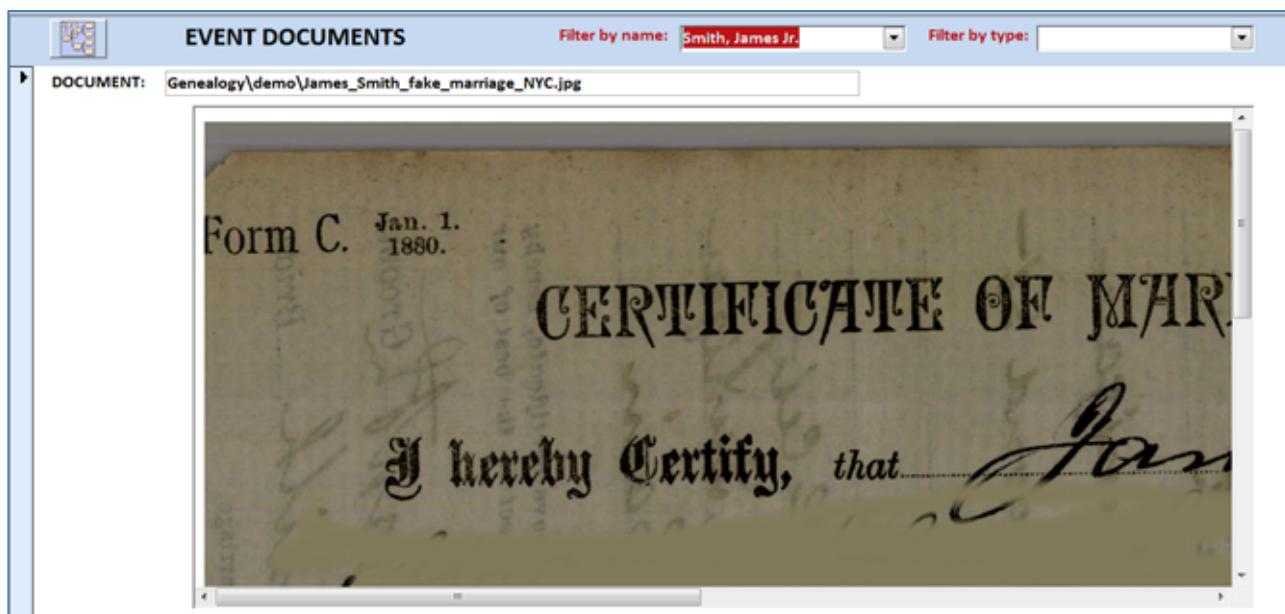 EVENT DOCUMENTS Filter by name: Smith, James Jr. Filter by type:
DOCUMENT: Genealogy\demo\James_Smith_fake_marriage_NYC.jpg
Form C. Jan. 1.
1880.
CERTIFICATE OF MAR
I hereby Certify, that Jam